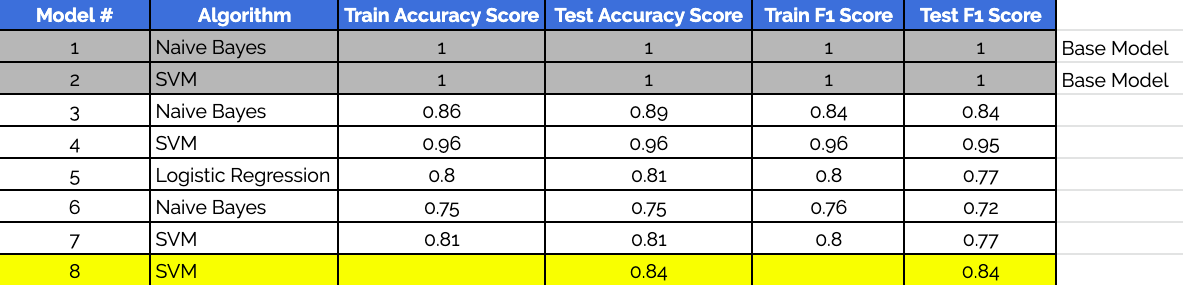 Model # Algorithm Train Accuracy Score Test Accuracy Score Train F1 Score Test F1 Score
1 Naive Bayes 1 1 1 1 Base Model
2 SVM 1 1 1 1 Base Model
3 Naive Bayes 0.86 0.89 0.84 0.84
4 SVM 0.96 0.96 0.96 0.95
5 Logistic Regression 0.8 0.81 0.8 0.77
6 Naive Bayes 0.75 0.75 0.76 0.72
7 SVM 0.81 0.81 0.8 0.77
8 SVM 0.84 0.84